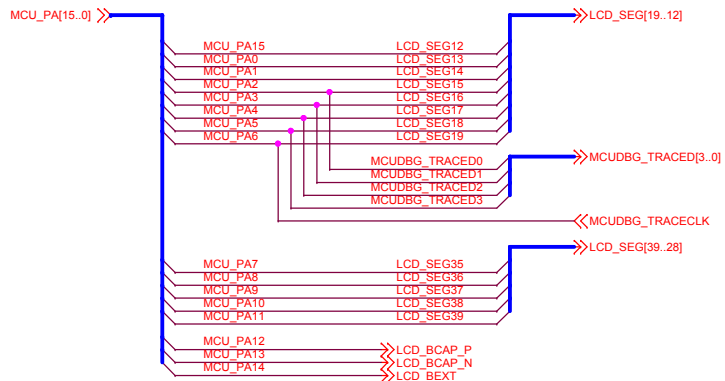 MCU_PA[15..0] LCD_SEG[19..12]
MCU_PA15 LCD_SEG12
MCU_PA0 LCD_SEG13
MCU_PA1 LCD_SEG14
MCU_PA2 LCD_SEG15
MCU_PA3 LCD_SEG16
MCU_PA4 LCD_SEG17
MCU_PA5 LCD_SEG18
MCU_PA6 LCD_SEG19
MCUDBG_TRACED0 MCUDBG_TRACED[3..0]
MCUDBG_TRACED1
MCUDBG_TRACED2
MCUDBG_TRACED3
MCUDBG_TRACECLK
LCD_SEG[39..28]
MCU_PA7 LCD_SEG35
MCU_PA8 LCD_SEG36
MCU_PA9 LCD_SEG37
MCU_PA10 LCD_SEG38
MCU_PA11 LCD_SEG39
MCU_PA12 LCD_BCAP_P
MCU_PA13 LCD_BCAP_N
MCU_PA14 LCD_BEXT